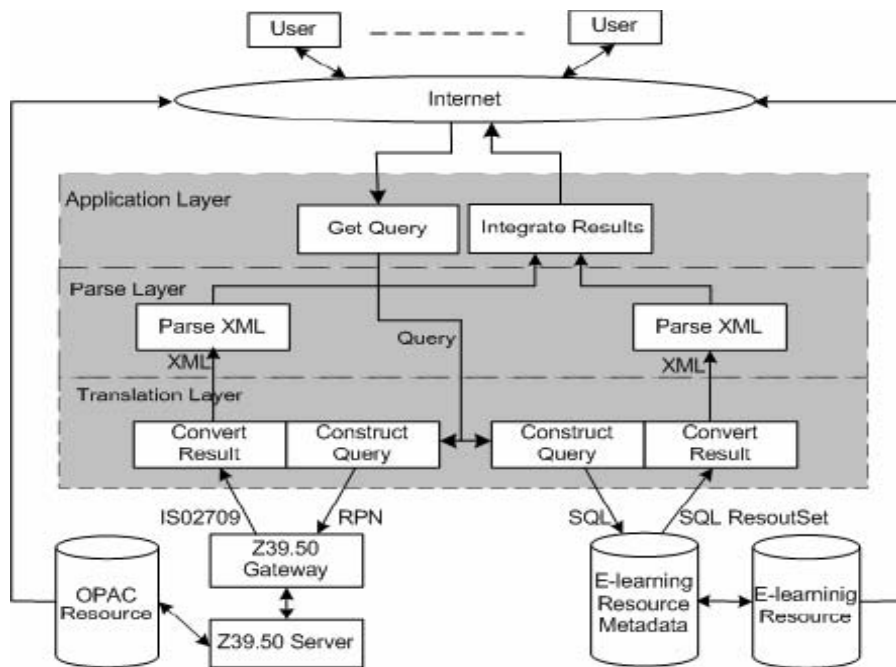 User
User
Internet
Application Layer
Get Query
Integrate Results
Parse Layer
Parse XML
Query
Parse XML
XML
XML
Translation Layer
Convert
Result
Construct
Query
Construct
Query
Convert
Result
IS02709
RPN
SQL
SQL ResoutSet
Z39.50
Gateway
OPAC
Resource
Z39.50 Server
E-learning
Resource
Metadata
E-learninig
Resource